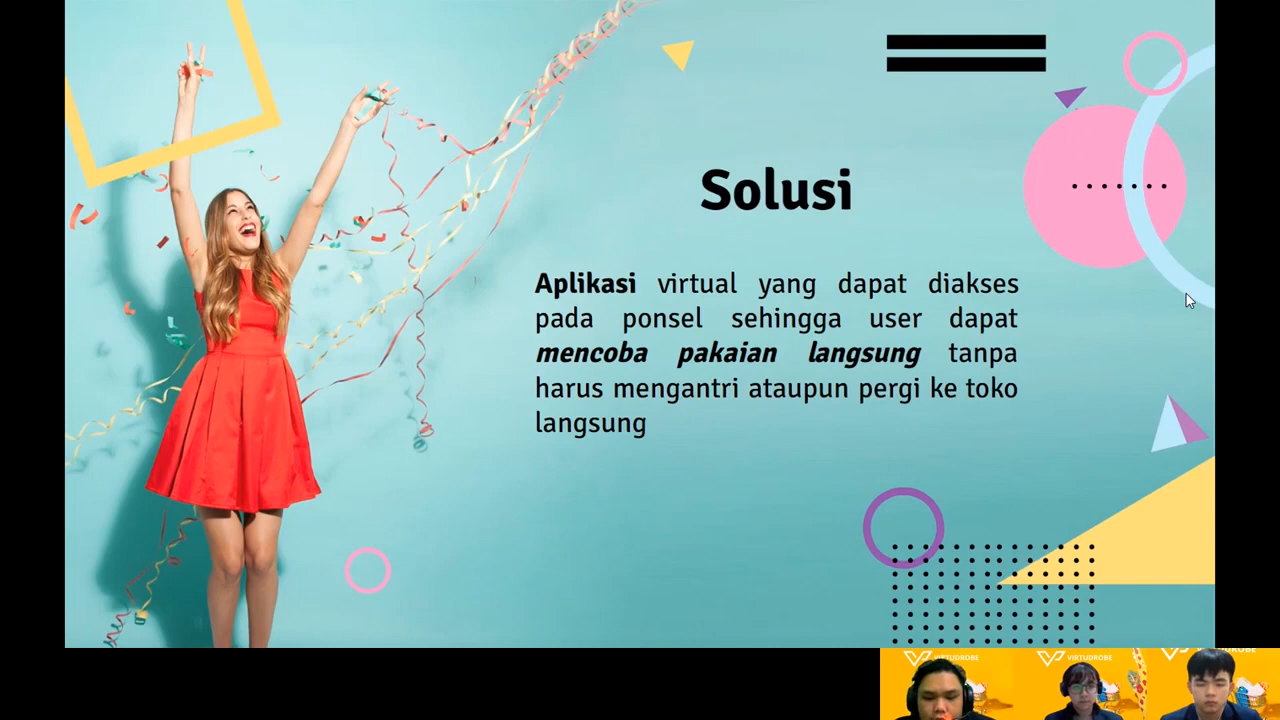 Solusi
Aplikasi virtual yang dapat diakses
pada ponsel sehingga user dapat
mencoba pakaian langsung tanpa
harus mengantri ataupun pergi ke toko
langsung
VIRTUDROBE
VIRTUDROBE
VIRTUDROBE